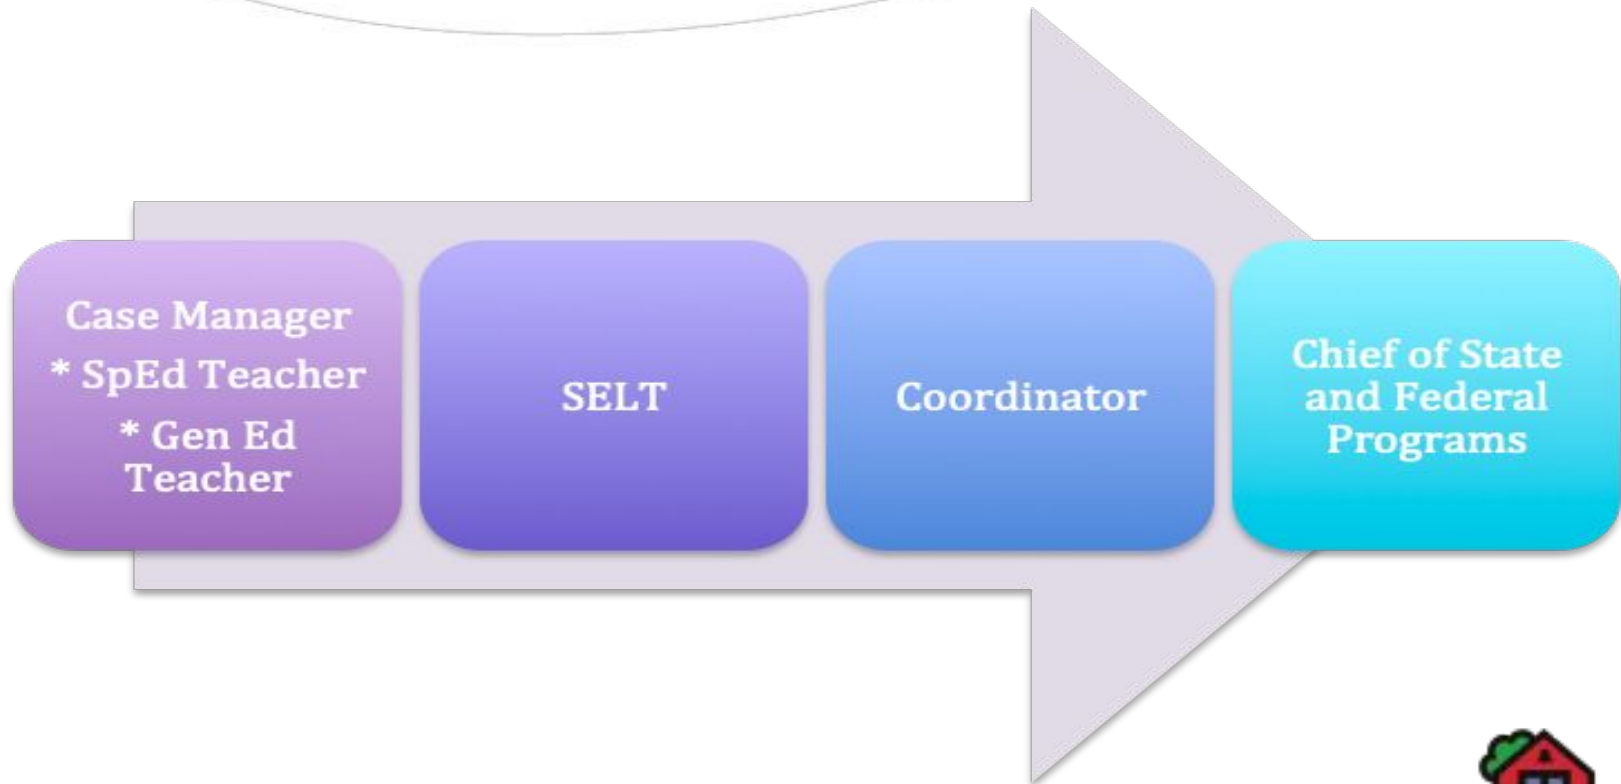 Case Manager
* SpEd Teacher
* Gen Ed
Teacher
SELT
Coordinator
Chief of State
and Federal
Programs